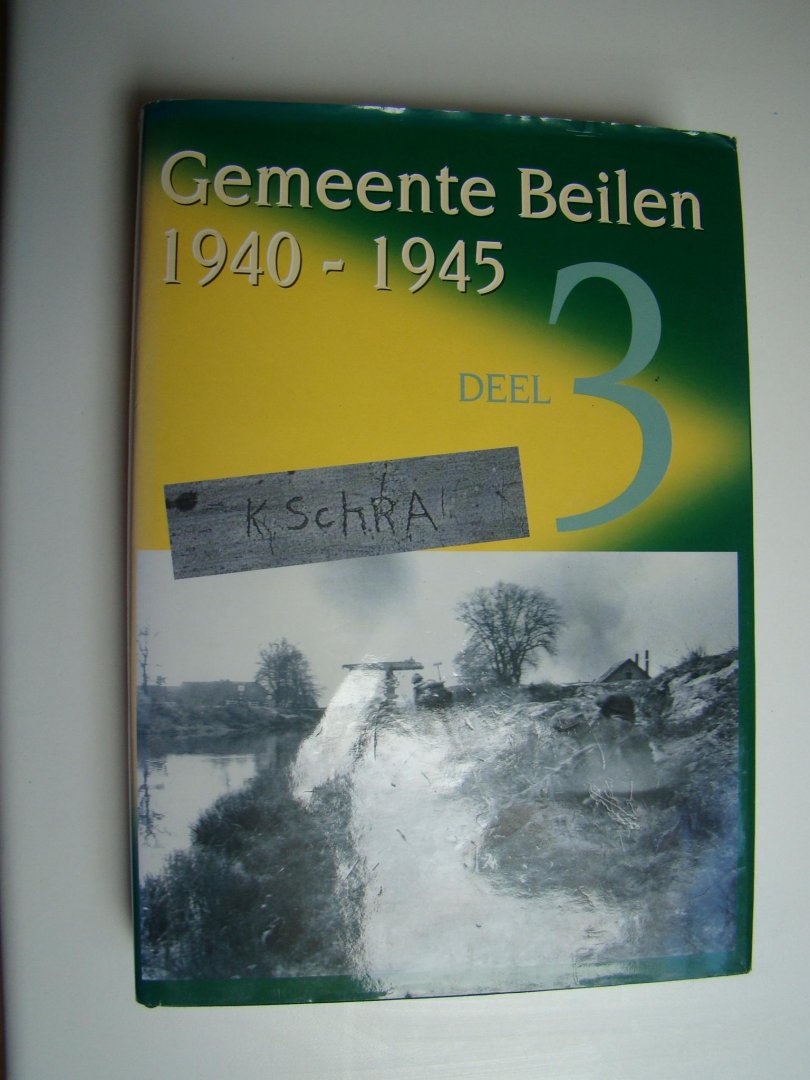 Gemeente Beilen
1940 - 1945
DEEL 3
K SCHRA